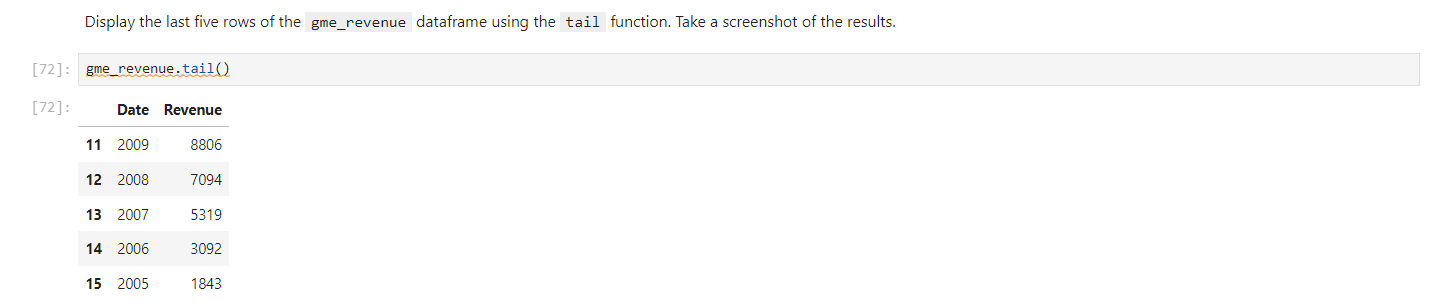 Display the last five rows of the gme_revenue dataframe using the tail function. Take a screenshot of the results.
[72]: gme_revenue.tail()
[72]: Date Revenue
11 2009 8806
12 2008 7094
13 2007 5319
14 2006 3092
15 2005 1843